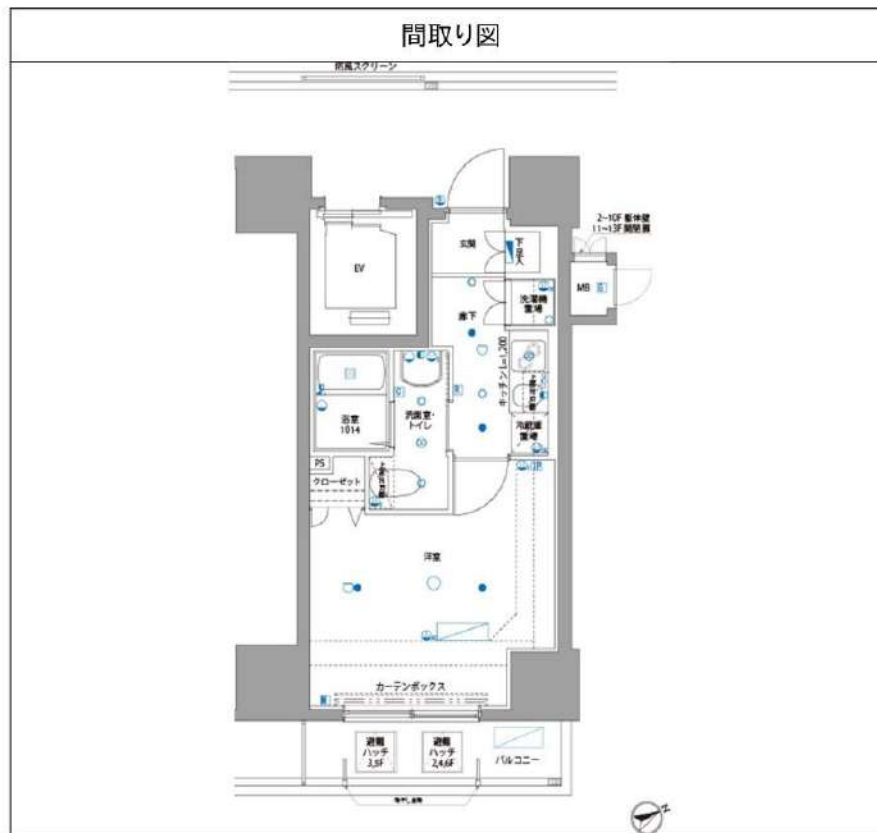 間取り図
防風スクリーン
2~10F 躯体壁
11~13F 開閉扉
玄関
下足入
EV
MB
洗濯機
置場
廊下
キッチン L=1,200
浴室
1014
洗面室・
トイレ
冷蔵庫
置場
PS
クローゼット
洋室
カーテンボックス
避難
ハッチ
3,5F
避難
ハッチ
2,4,6F
バルコニー
N